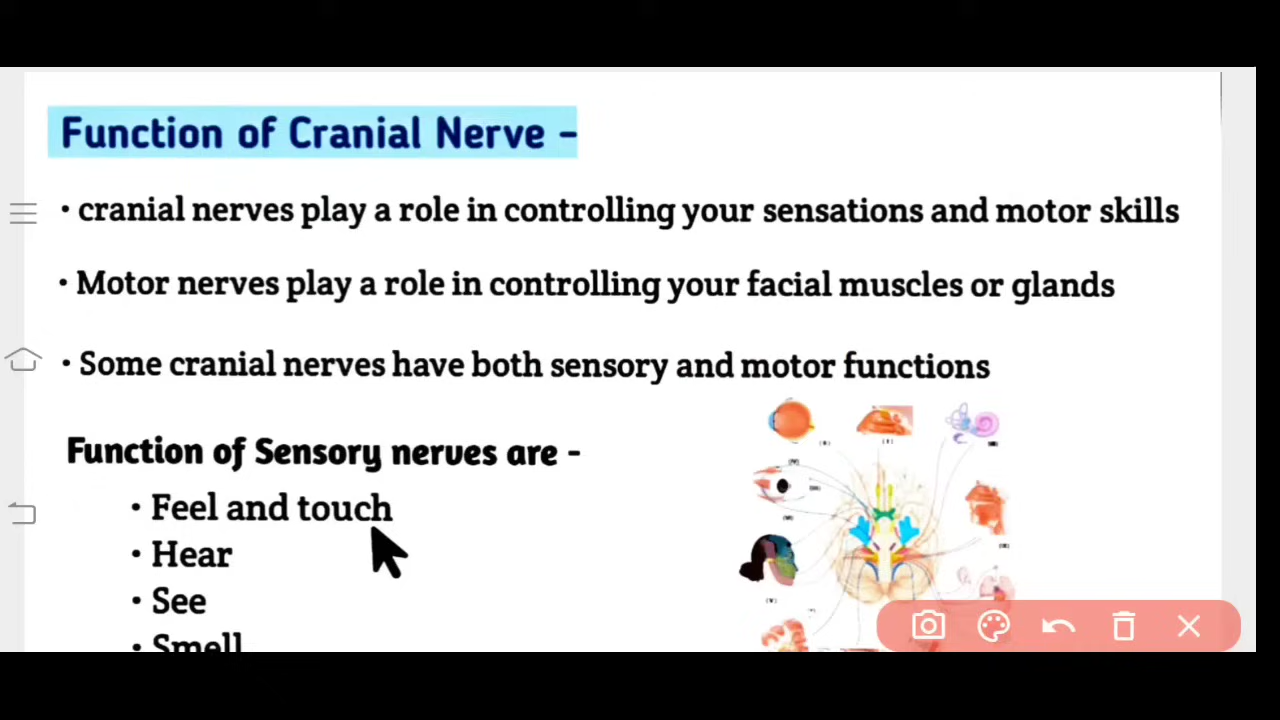 Function of Cranial Nerve -
• cranial nerves play a role in controlling your sensations and motor skills
• Motor nerves play a role in controlling your facial muscles or glands
• Some cranial nerves have both sensory and motor functions
Function of Sensory nerves are -
• Feel and touch
• Hear
• See
• Smell